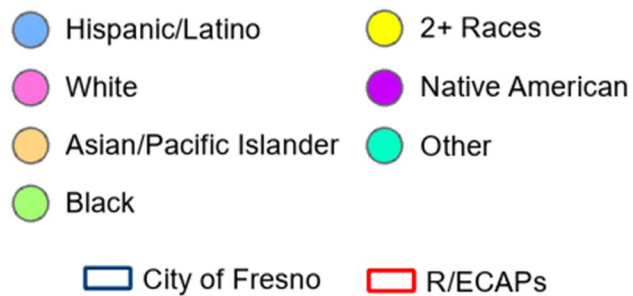 Hispanic/Latino
White
Asian/Pacific Islander
Black
2+ Races
Native American
Other
City of Fresno
R/ECAPs